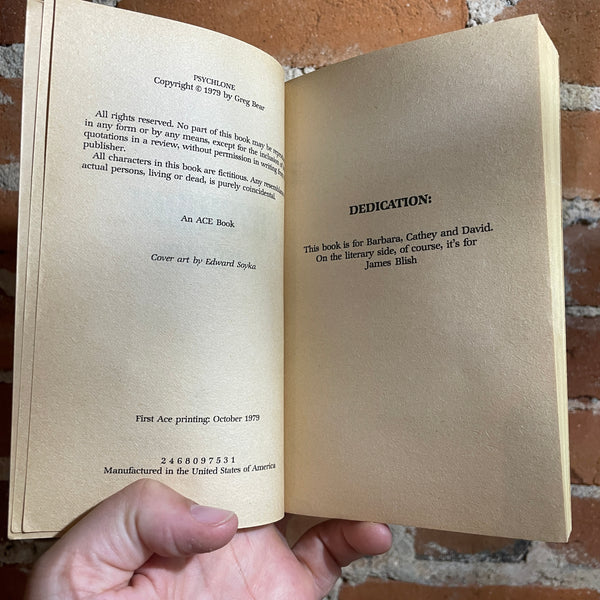 PSYCHLONE
Copyright © 1979 by Greg Bear
All rights reserved. No part of this book may be
in any form or by any means, except for the inclusion of
quotations in a review, without permission in writing from
publisher.
All characters in this book are fictitious. Any
actual persons, living or dead, is purely coincidental.
An ACE Book
Cover art by Edward Soyka
First Ace printing: October 1979
2 4 6 8 0 9 7 5 3 1
Manufactured in the United States of America
DEDICATION:
This book is for Barbara, Cathey and David.
On the literary side, of course, it's for
James Blish